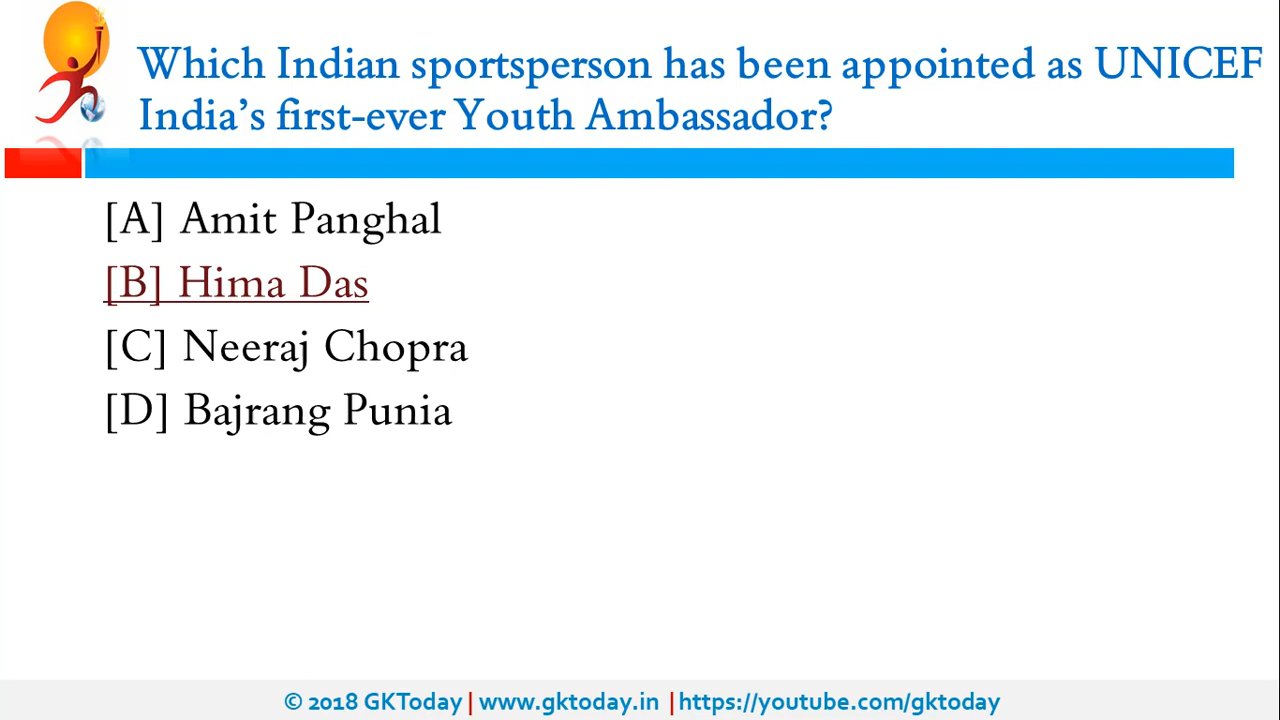 Which Indian sportsperson has been appointed as UNICEF
India's first-ever Youth Ambassador?
[A] Amit Panghal
[B] Hima Das
[C] Neeraj Chopra
[D] Bajrang Punia
© 2018 GKToday | www.gktoday.in | https://youtube.com/gktoday